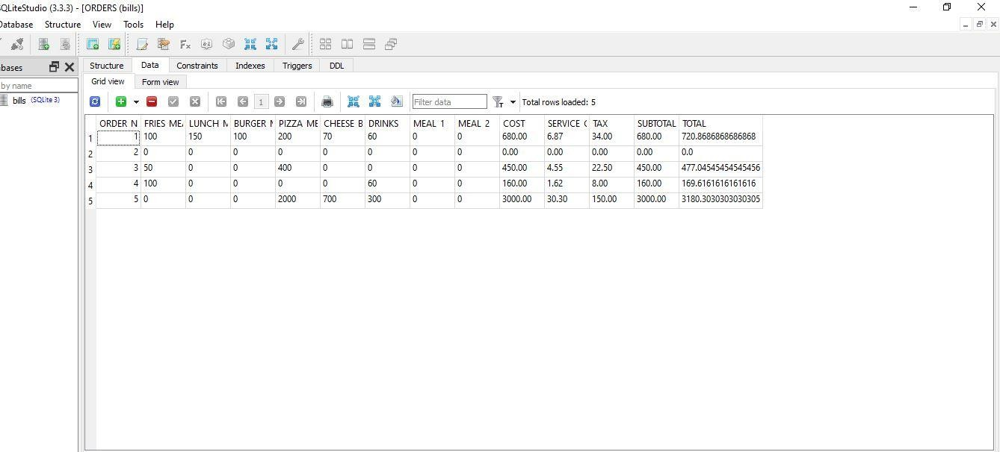 SQLiteStudio (3.3.3) - [ORDERS (bills)]
Database Structure View Tools Help
bases
Structure Data Constraints Indexes Triggers DDL
by name
Grid view Form view
bills (SQLite 3)
1 Filter data T Total rows loaded: 5
ORDER N FRIES MEA LUNCH M BURGER M PIZZA ME CHEESE B DRINKS MEAL 1 MEAL 2 COST SERVICE C TAX SUBTOTAL TOTAL
1 1 100 150 100 200 70 60 0 0 680.00 6.87 34.00 680.00 720.8686868686868
2 2 0 0 0 0 0 0 0 0 0.00 0.00 0.00 0.00 0.0
3 3 50 0 0 400 0 0 0 0 450.00 4.55 22.50 450.00 477.04545454545456
4 4 100 0 0 0 0 60 0 0 160.00 1.62 8.00 160.00 169.6161616161616
5 5 0 0 0 2000 700 300 0 0 3000.00 30.30 150.00 3000.00 3180.3030303030305